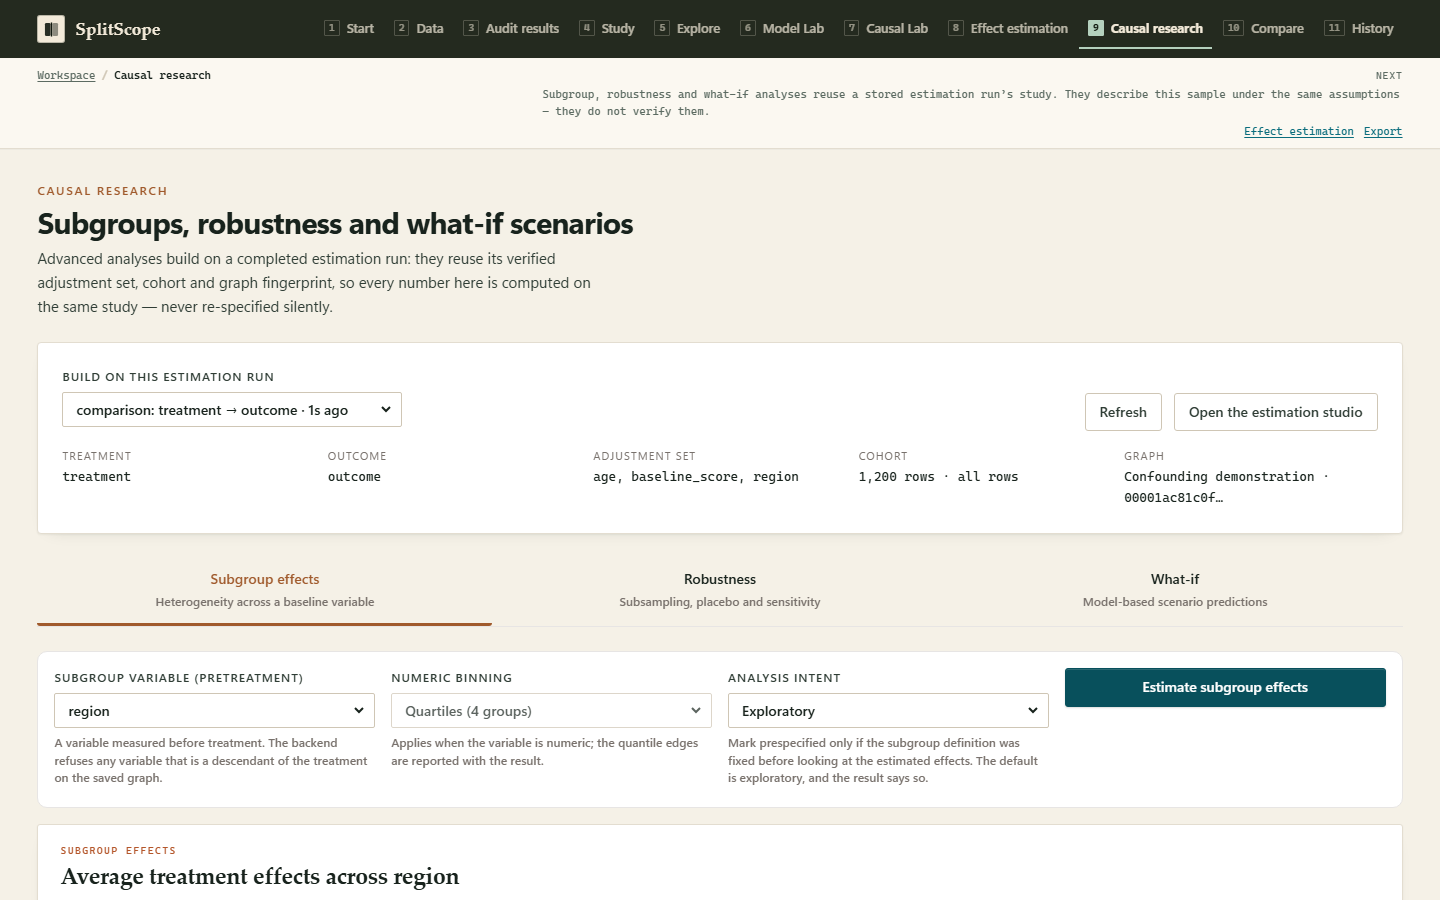 SplitScope
1 Start
2 Data
3 Audit results
4 Study
5 Explore
6 Model Lab
7 Causal Lab
8 Effect estimation
9 Causal research
10 Compare
11 History
Workspace / Causal research
NEXT
Subgroup, robustness and what-if analyses reuse a stored estimation run's study. They describe this sample under the same assumptions
— they do not verify them.
Effect estimation Export
CAUSAL RESEARCH
Subgroups, robustness and what-if scenarios
Advanced analyses build on a completed estimation run: they reuse its verified
adjustment set, cohort and graph fingerprint, so every number here is computed on
the same study — never re-specified silently.
BUILD ON THIS ESTIMATION RUN
comparison: treatment → outcome · 1s ago
Refresh
Open the estimation studio
TREATMENT
treatment
OUTCOME
outcome
ADJUSTMENT SET
age, baseline_score, region
COHORT
1,200 rows · all rows
GRAPH
Confounding demonstration ·
00001ac81c0f…
Subgroup effects
Heterogeneity across a baseline variable
Robustness
Subsampling, placebo and sensitivity
What-if
Model-based scenario predictions
SUBGROUP VARIABLE (PRETREATMENT)
region
A variable measured before treatment. The backend
refuses any variable that is a descendant of the treatment
on the saved graph.
NUMERIC BINNING
Quartiles (4 groups)
Applies when the variable is numeric; the quantile edges
are reported with the result.
ANALYSIS INTENT
Exploratory
Mark prespecified only if the subgroup definition was
fixed before looking at the estimated effects. The default
is exploratory, and the result says so.
Estimate subgroup effects
SUBGROUP EFFECTS
Average treatment effects across region